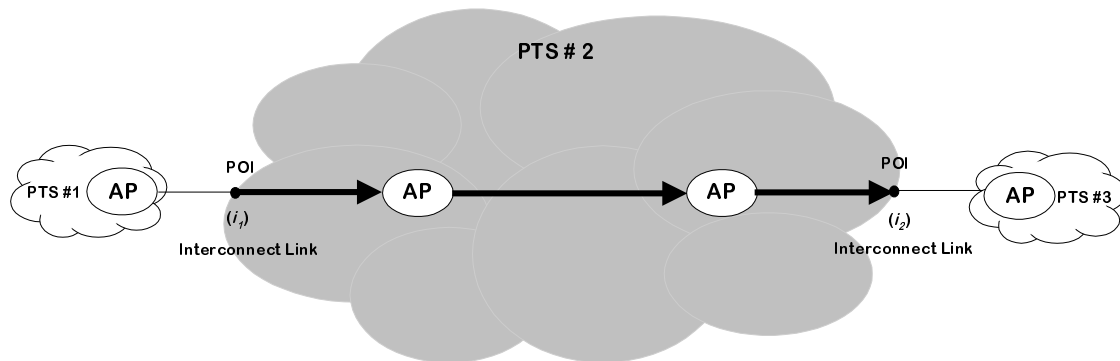 PTS # 2
POI
POI
PTS #1
AP
AP
AP
AP
PTS #3
(i1)
(i2)
Interconnect Link
Interconnect Link